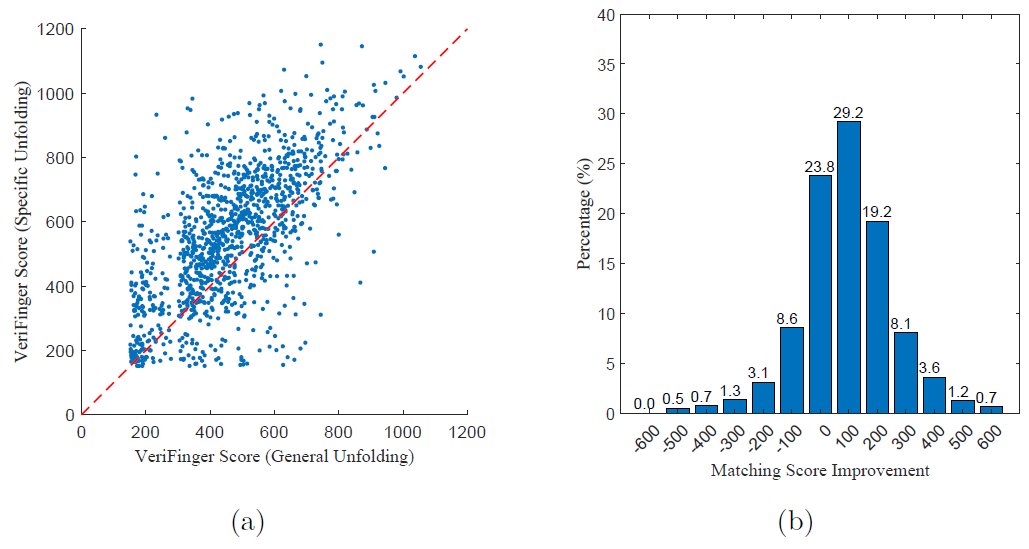 1200
1000
800
600
400
200
0
0 200 400 600 800 1000 1200
VeriFinger Score (Specific Unfolding)
VeriFinger Score (General Unfolding)
(a)
40
35
30
25
20
15
10
5
0
Percentage (%)
0.0 0.5 0.7 1.3 3.1 8.6 23.8 29.2 19.2 8.1 3.6 1.2 0.7
-600 -500 -400 -300 -200 -100 0 100 200 300 400 500 600
Matching Score Improvement
(b)